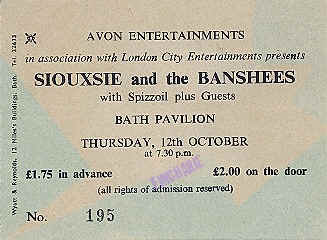 AVON ENTERTAINMENTS
in association with London City Entertainments presents
SIOUXSIE and the BANSHEES
with Spizzoil plus Guests
BATH PAVILION
THURSDAY, 12th OCTOBER
at 7.30 p.m.
£1.75 in advance
£2.00 on the door
(all rights of admission reserved)
No. 195